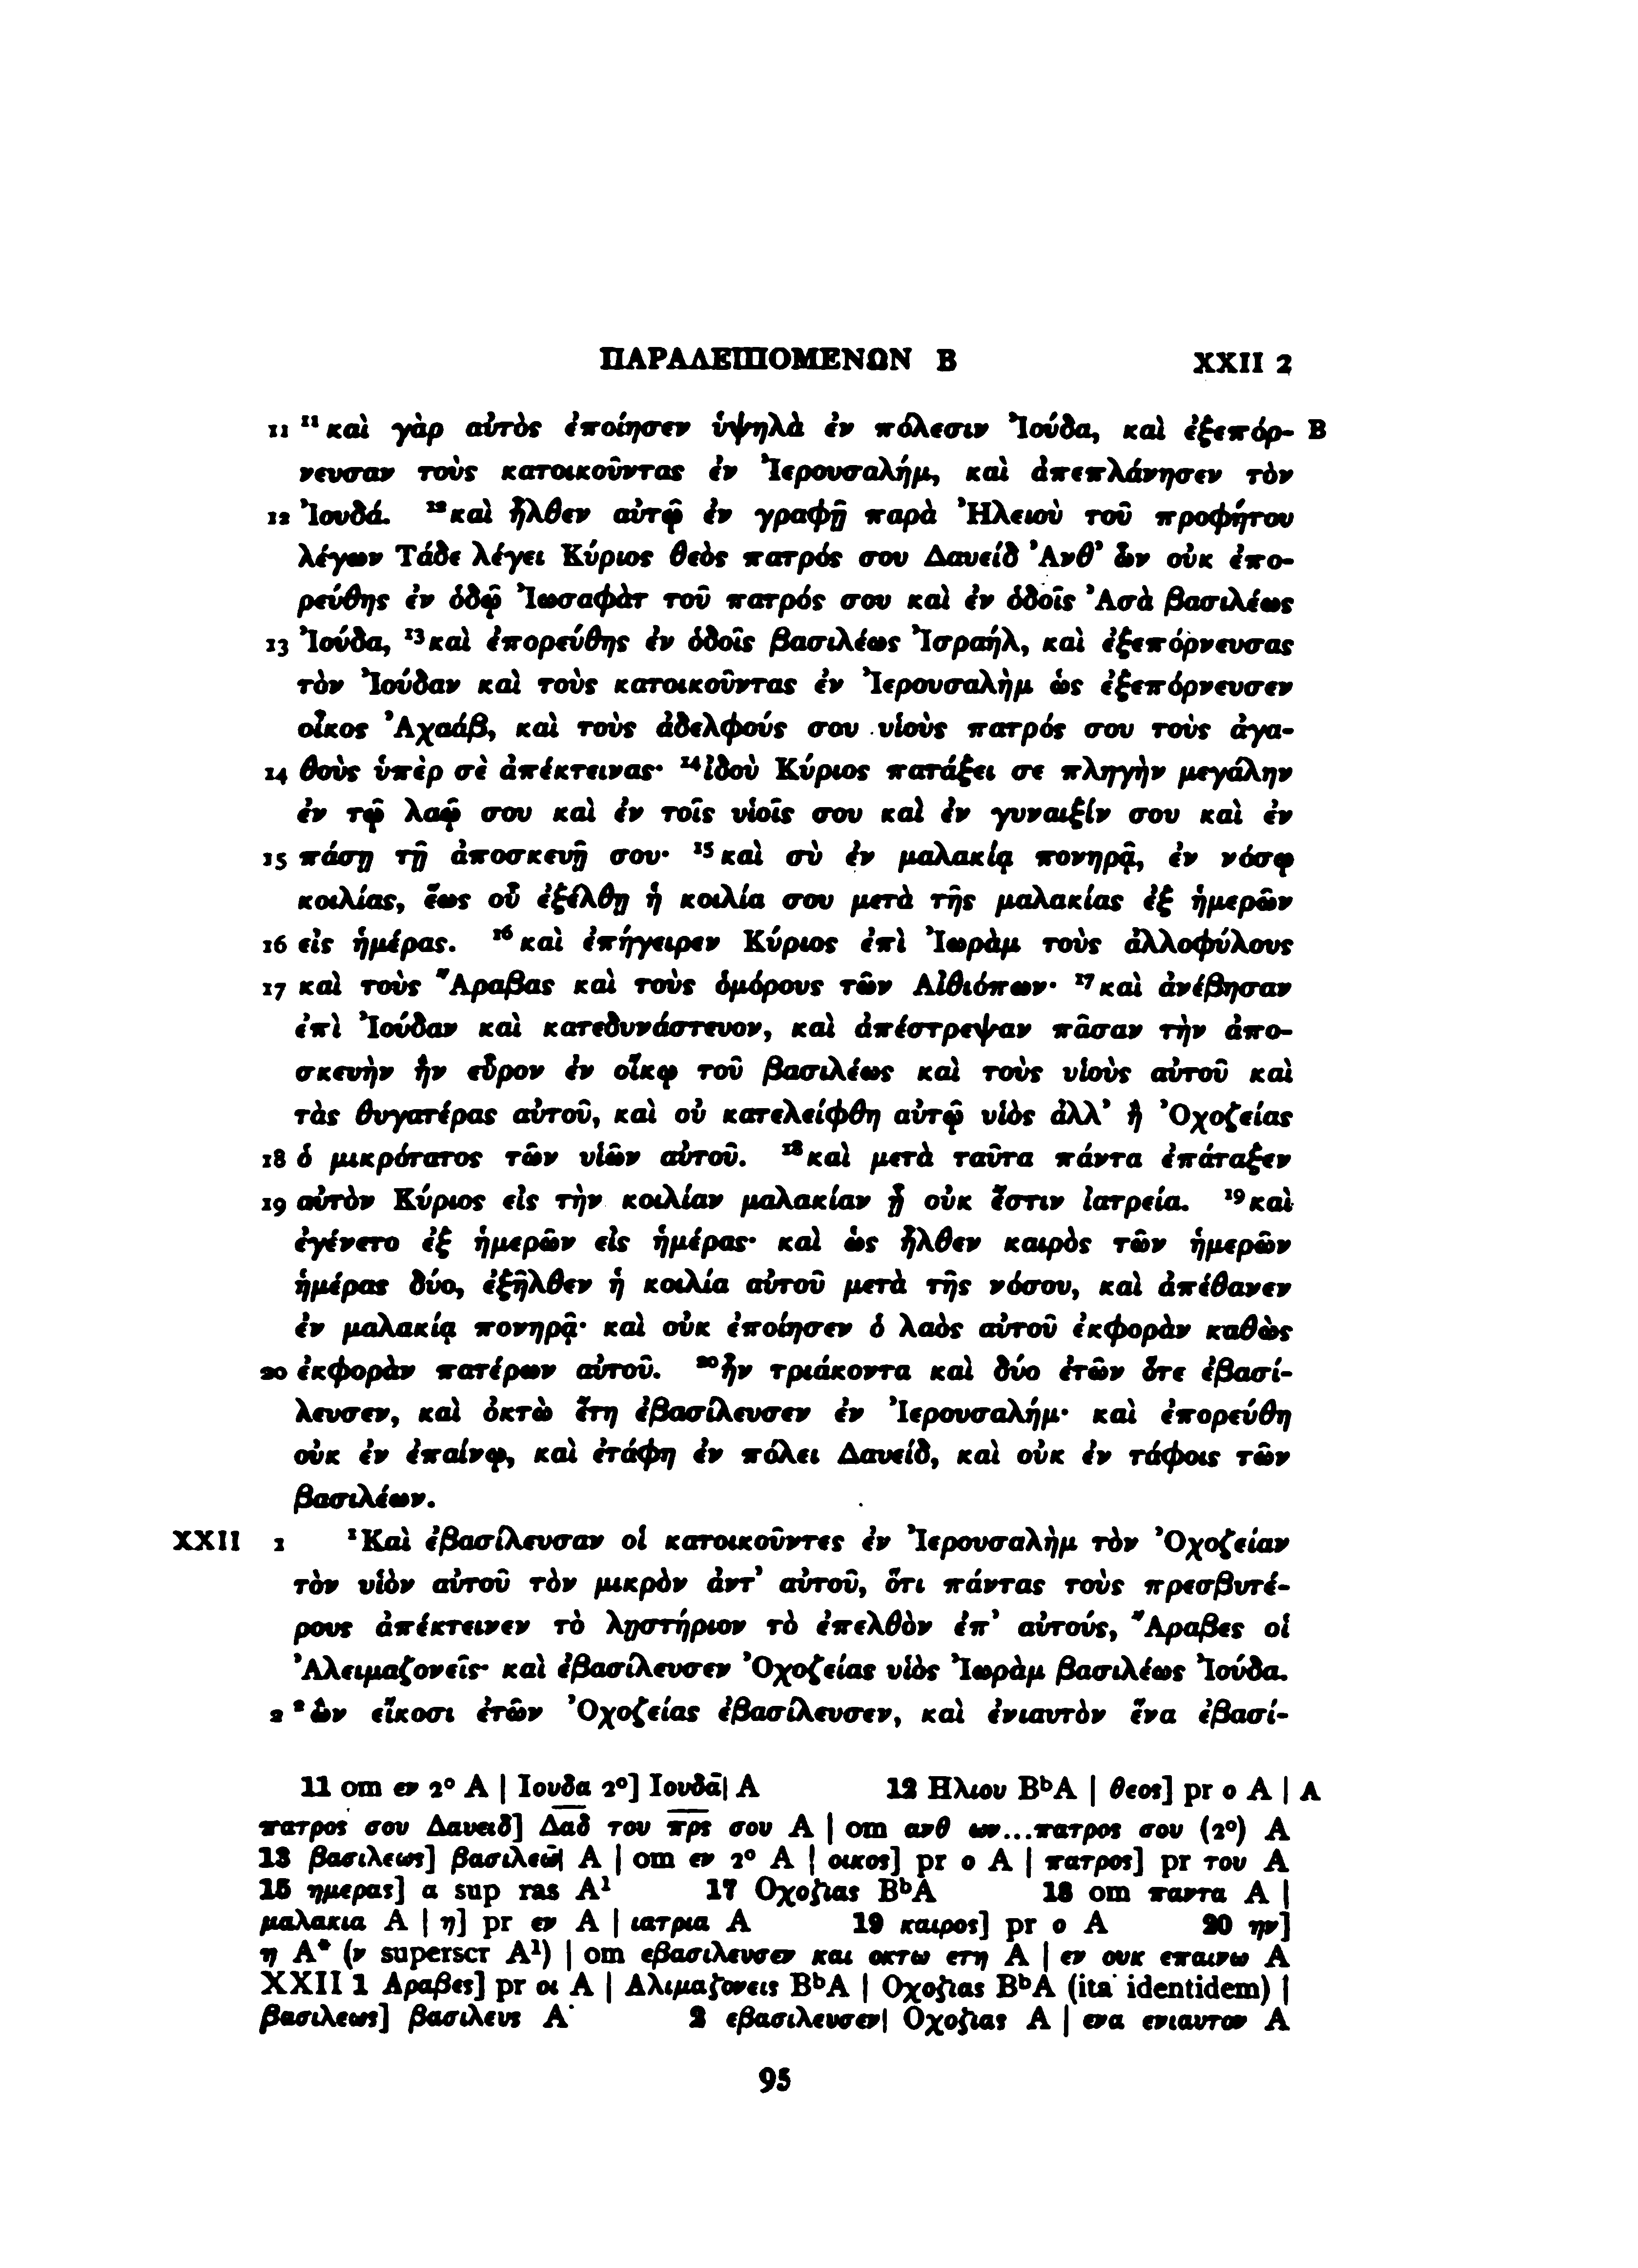 ΠΑΡΑΛΕΙΠΟΜΕΝΩΝ Β XXII 2
11 ¹¹καὶ γὰρ αὐτὸς ἐποίησεν ὑψηλὰ ἐν πόλεσιν Ἰούδα, καὶ ἐξεπόρ- B
νευσαν τοὺς κατοικοῦντας ἐν Ἰερουσαλήμ, καὶ ἀπεπλάνησεν τὸν
12 Ἰουδά. ¹²καὶ ἦλθεν αὐτῷ ἐν γραφῇ παρὰ Ἠλειοὺ τοῦ προφήτου
λέγων Τάδε λέγει Κύριος θεὸς πατρός σου Δαυείδ Ἀνθ’ ὧν οὐκ ἐπο-
ρεύθης ἐν ὁδῷ Ἰωσαφὰτ τοῦ πατρός σου καὶ ἐν ὁδοῖς Ἀσὰ βασιλέως
13 Ἰούδα, ¹³καὶ ἐπορεύθης ἐν ὁδοῖς βασιλέως Ἰσραήλ, καὶ ἐξεπόρνευσας
τὸν Ἰούδαν καὶ τοὺς κατοικοῦντας ἐν Ἰερουσαλὴμ ὡς ἐξεπόρνευσεν
οἶκος Ἀχαάβ, καὶ τοὺς ἀδελφούς σου υἱοὺς πατρός σου τοὺς ἀγα-
14 θοὺς ὑπὲρ σὲ ἀπέκτεινας· ¹⁴ἰδοὺ Κύριος πατάξει σε πληγὴν μεγάλην
ἐν τῷ λαῷ σου καὶ ἐν τοῖς υἱοῖς σου καὶ ἐν γυναιξίν σου καὶ ἐν
15 πάσῃ τῇ ἀποσκευῇ σου· ¹⁵καὶ σὺ ἐν μαλακίᾳ πονηρᾷ, ἐν νόσῳ
κοιλίας, ἕως οὗ ἐξέλθῃ ἡ κοιλία σου μετὰ τῆς μαλακίας ἐξ ἡμερῶν
16 εἰς ἡμέρας. ¹⁶καὶ ἐπήγειρεν Κύριος ἐπὶ Ἰωρὰμ τοὺς ἀλλοφύλους
17 καὶ τοὺς Ἄραβας καὶ τοὺς ὁμόρους τῶν Αἰθιόπων· ¹⁷καὶ ἀνέβησαν
ἐπὶ Ἰούδαν καὶ κατεδυνάστευον, καὶ ἀπέστρεψαν πᾶσαν τὴν ἀπο-
σκευὴν ἣν εὗρον ἐν οἴκῳ τοῦ βασιλέως καὶ τοὺς υἱοὺς αὐτοῦ καὶ
τὰς θυγατέρας αὐτοῦ, καὶ οὐ κατελείφθη αὐτῷ υἱὸς ἀλλ’ ἢ Ὀχοζείας
18 ὁ μικρότατος τῶν υἱῶν αὐτοῦ. ¹⁸καὶ μετὰ ταῦτα πάντα ἐπάταξεν
19 αὐτὸν Κύριος εἰς τὴν κοιλίαν μαλακίαν ᾗ οὐκ ἔστιν ἰατρεία. ¹⁹καὶ
ἐγένετο ἐξ ἡμερῶν εἰς ἡμέρας· καὶ ὡς ἦλθεν καιρὸς τῶν ἡμερῶν
ἡμέρας δύο, ἐξῆλθεν ἡ κοιλία αὐτοῦ μετὰ τῆς νόσου, καὶ ἀπέθανεν
ἐν μαλακίᾳ πονηρᾷ· καὶ οὐκ ἐποίησεν ὁ λαὸς αὐτοῦ ἐκφορὰν καθὼς
20 ἐκφορὰν πατέρων αὐτοῦ. ²⁰ἦν τριάκοντα καὶ δύο ἐτῶν ὅτε ἐβασί-
λευσεν, καὶ ὀκτὼ ἔτη ἐβασίλευσεν ἐν Ἰερουσαλήμ· καὶ ἐπορεύθη
οὐκ ἐν ἐπαίνῳ, καὶ ἐτάφη ἐν πόλει Δαυείδ, καὶ οὐκ ἐν τάφοις τῶν
βασιλέων.
XXII 1 ¹Καὶ ἐβασίλευσαν οἱ κατοικοῦντες ἐν Ἰερουσαλὴμ τὸν Ὀχοζείαν
τὸν υἱὸν αὐτοῦ τὸν μικρὸν ἀντ’ αὐτοῦ, ὅτι πάντας τοὺς πρεσβυτέ-
ρους ἀπέκτεινεν τὸ λῃστήριον τὸ ἐπελθὸν ἐπ’ αὐτούς, Ἄραβες οἱ
Ἀλειμαζονεῖς· καὶ ἐβασίλευσεν Ὀχοζείας υἱὸς Ἰωρὰμ βασιλέως Ἰούδα.
2 ²ὢν εἴκοσι ἐτῶν Ὀχοζείας ἐβασίλευσεν, καὶ ἐνιαυτὸν ἕνα ἐβασί-
11 om εν 2° A | Ιουδα 2°] Ιουδᾱ| A 12 Ηλιου BᵇA | θεος] pr ο A | A
πατρος σου Δαυειδ] Δ̅α̅δ̅ του π̅ρ̅ς̅ σου A | om ανθ ων...πατρος σου (2°) A
13 βασιλεως] βασιλεω̄| A | om εν 2° A | οικος] pr ο A | πατρος] pr του A
15 ημερας] α sup ras A¹ 17 Οχοζιας BᵇA 18 om παντα A |
μαλακια A | η] pr εν A | ιατρια A 19 καιρος] pr ο A 20 ην]
η A* (ν superscr A¹) | om εβασιλευσεν και οκτω ετη A | εν ουκ επαινω A
XXII 1 Αραβες] pr οι A | Αλιμαζονεις BᵇA | Οχοζιας BᵇA (ita identidem) |
βασιλεως] βασιλευς A 2 εβασιλευσεν| Οχοζιας A | ενα ενιαυτον A
95